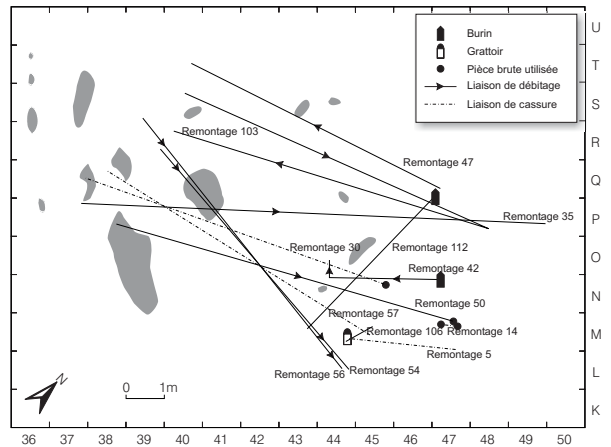 U
Burin
Grattoir
Pièce brute utilisée
Liaison de débitage
Liaison de cassure
T
S
Remontage 103
R
Remontage 47
Q
Remontage 35
P
Remontage 30
Remontage 112
O
Remontage 42
Remontage 50
N
Remontage 57
Remontage 106
Remontage 14
M
Remontage 5
Remontage 56
Remontage 54
L
N
0 1m
K
36 37 38 39 40 41 42 43 44 45 46 47 48 49 50